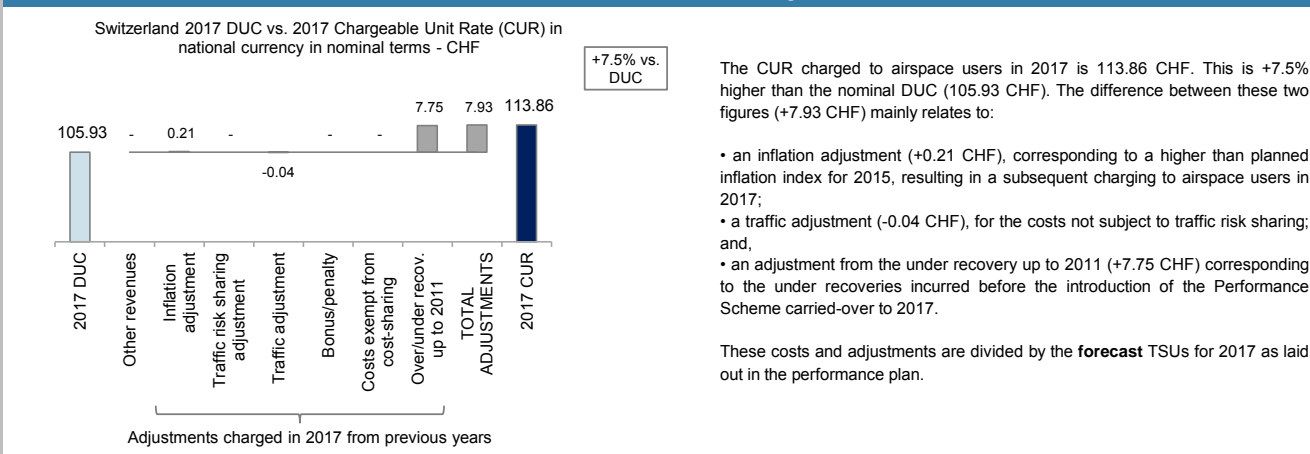 Switzerland 2017 DUC vs. 2017 Chargeable Unit Rate (CUR) in
national currency in nominal terms - CHF
+7.5% vs.
DUC
105.93
-
0.21
-
-0.04
-
-
7.75
7.93
113.86
2017 DUC
Other revenues
Inflation
adjustment
Traffic risk sharing
adjustment
Traffic adjustment
Bonus/penalty
Costs exempt from
cost-sharing
Over/under recov.
up to 2011
TOTAL
ADJUSTMENTS
2017 CUR
Adjustments charged in 2017 from previous years
The CUR charged to airspace users in 2017 is 113.86 CHF. This is +7.5%
higher than the nominal DUC (105.93 CHF). The difference between these two
figures (+7.93 CHF) mainly relates to:
• an inflation adjustment (+0.21 CHF), corresponding to a higher than planned
inflation index for 2015, resulting in a subsequent charging to airspace users in
2017;
• a traffic adjustment (-0.04 CHF), for the costs not subject to traffic risk sharing;
and,
• an adjustment from the under recovery up to 2011 (+7.75 CHF) corresponding
to the under recoveries incurred before the introduction of the Performance
Scheme carried-over to 2017.
These costs and adjustments are divided by the forecast TSUs for 2017 as laid
out in the performance plan.